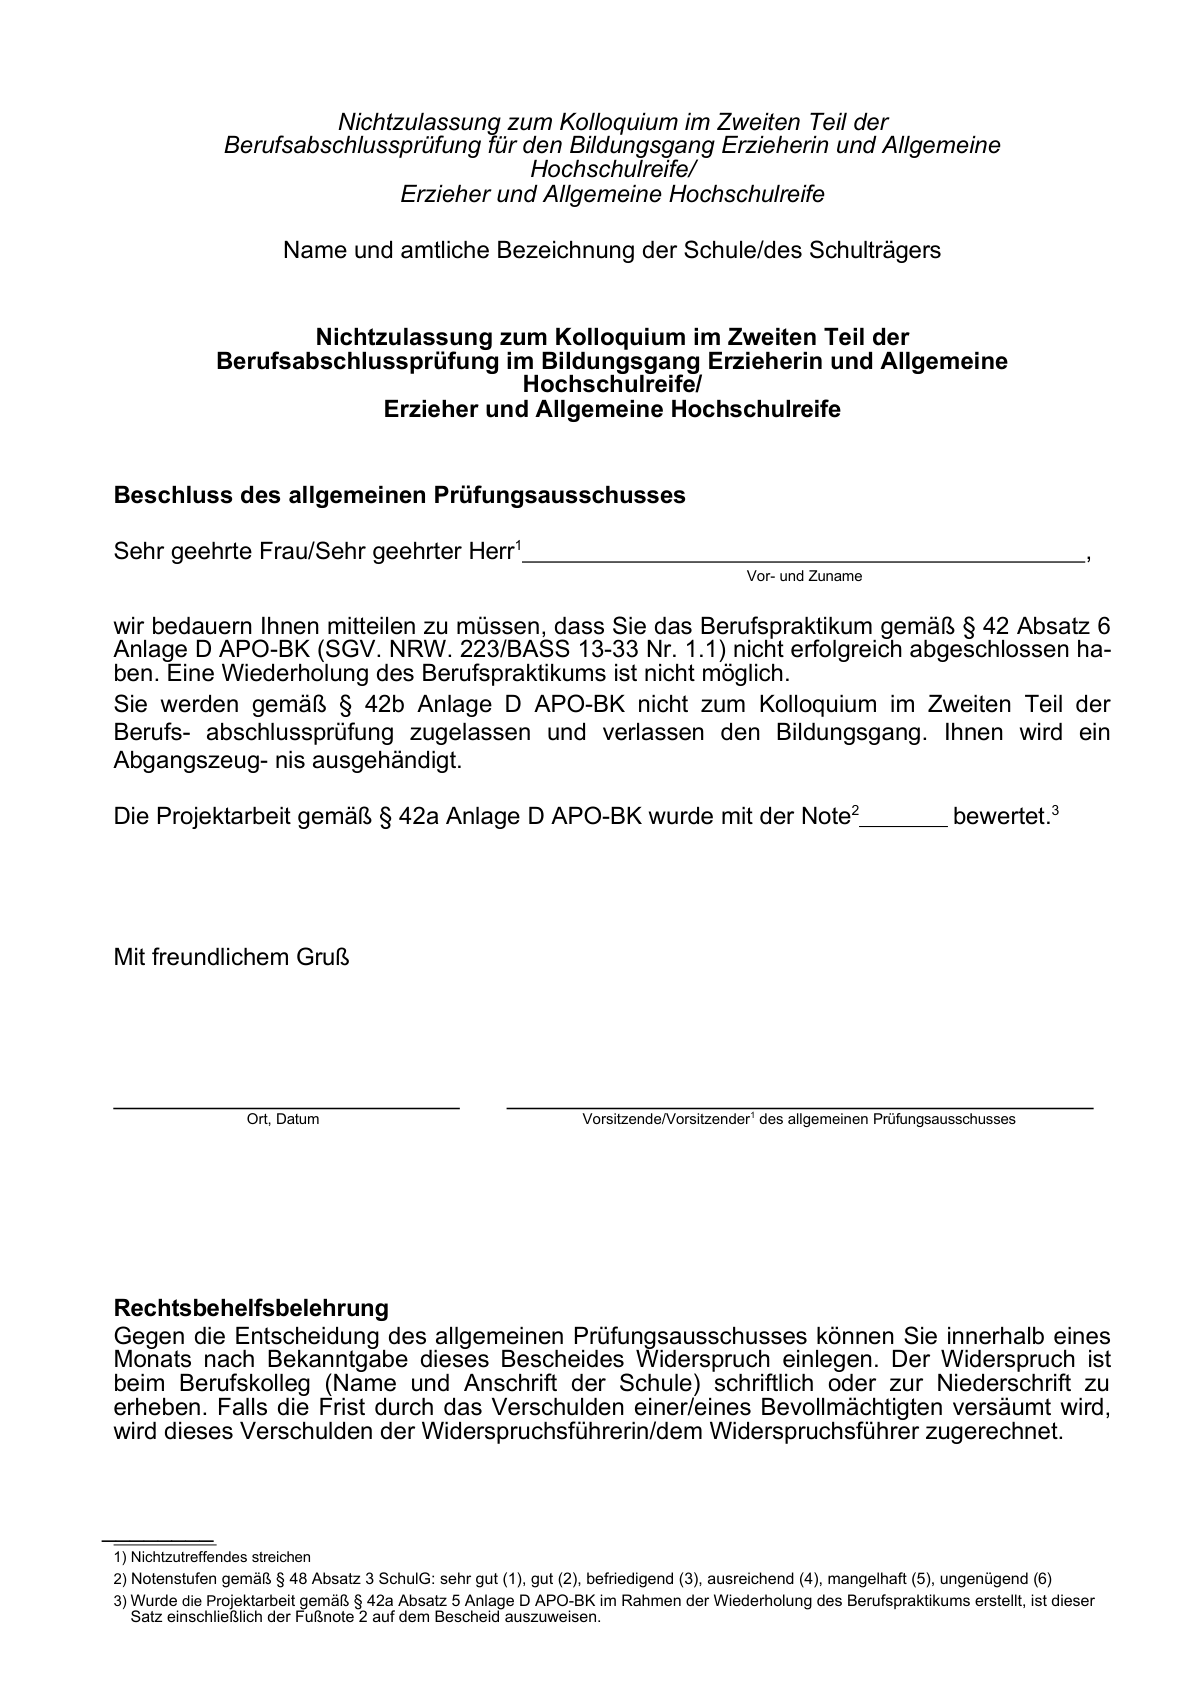 Nichtzulassung zum Kolloquium im Zweiten Teil der
Berufsabschlussprüfung für den Bildungsgang Erzieherin und Allgemeine
Hochschulreife/
Erzieher und Allgemeine Hochschulreife
Name und amtliche Bezeichnung der Schule/des Schulträgers
Nichtzulassung zum Kolloquium im Zweiten Teil der
Berufsabschlussprüfung im Bildungsgang Erzieherin und Allgemeine
Hochschulreife/
Erzieher und Allgemeine Hochschulreife
Beschluss des allgemeinen Prüfungsausschusses
Sehr geehrte Frau/Sehr geehrter Herr¹__________________________________________,
Vor- und Zuname
wir bedauern Ihnen mitteilen zu müssen, dass Sie das Berufspraktikum gemäß § 42 Absatz 6
Anlage D APO-BK (SGV. NRW. 223/BASS 13-33 Nr. 1.1) nicht erfolgreich abgeschlossen ha-
ben. Eine Wiederholung des Berufspraktikums ist nicht möglich.
Sie werden gemäß § 42b Anlage D APO-BK nicht zum Kolloquium im Zweiten Teil der
Berufs- abschlussprüfung zugelassen und verlassen den Bildungsgang. Ihnen wird ein
Abgangszeug- nis ausgehändigt.
Die Projektarbeit gemäß § 42a Anlage D APO-BK wurde mit der Note²_______ bewertet.³
Mit freundlichem Gruß
Ort, Datum Vorsitzende/Vorsitzender¹ des allgemeinen Prüfungsausschusses
Rechtsbehelfsbelehrung
Gegen die Entscheidung des allgemeinen Prüfungsausschusses können Sie innerhalb eines
Monats nach Bekanntgabe dieses Bescheides Widerspruch einlegen. Der Widerspruch ist
beim Berufskolleg (Name und Anschrift der Schule) schriftlich oder zur Niederschrift zu
erheben. Falls die Frist durch das Verschulden einer/eines Bevollmächtigten versäumt wird,
wird dieses Verschulden der Widerspruchsführerin/dem Widerspruchsführer zugerechnet.
1) Nichtzutreffendes streichen
2) Notenstufen gemäß § 48 Absatz 3 SchulG: sehr gut (1), gut (2), befriedigend (3), ausreichend (4), mangelhaft (5), ungenügend (6)
3) Wurde die Projektarbeit gemäß § 42a Absatz 5 Anlage D APO-BK im Rahmen der Wiederholung des Berufspraktikums erstellt, ist dieser
Satz einschließlich der Fußnote 2 auf dem Bescheid auszuweisen.